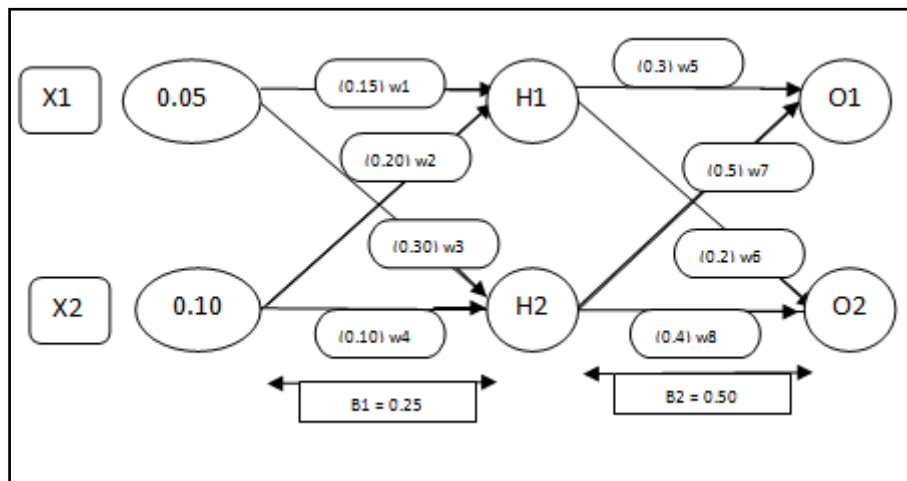 X1
0.05
(0.15) w1
H1
(0.3) w5
O1
(0.20) w2
(0.5) w7
(0.30) w3
(0.2) w6
X2
0.10
(0.10) w4
H2
(0.4) w8
O2
B1 = 0.25
B2 = 0.50